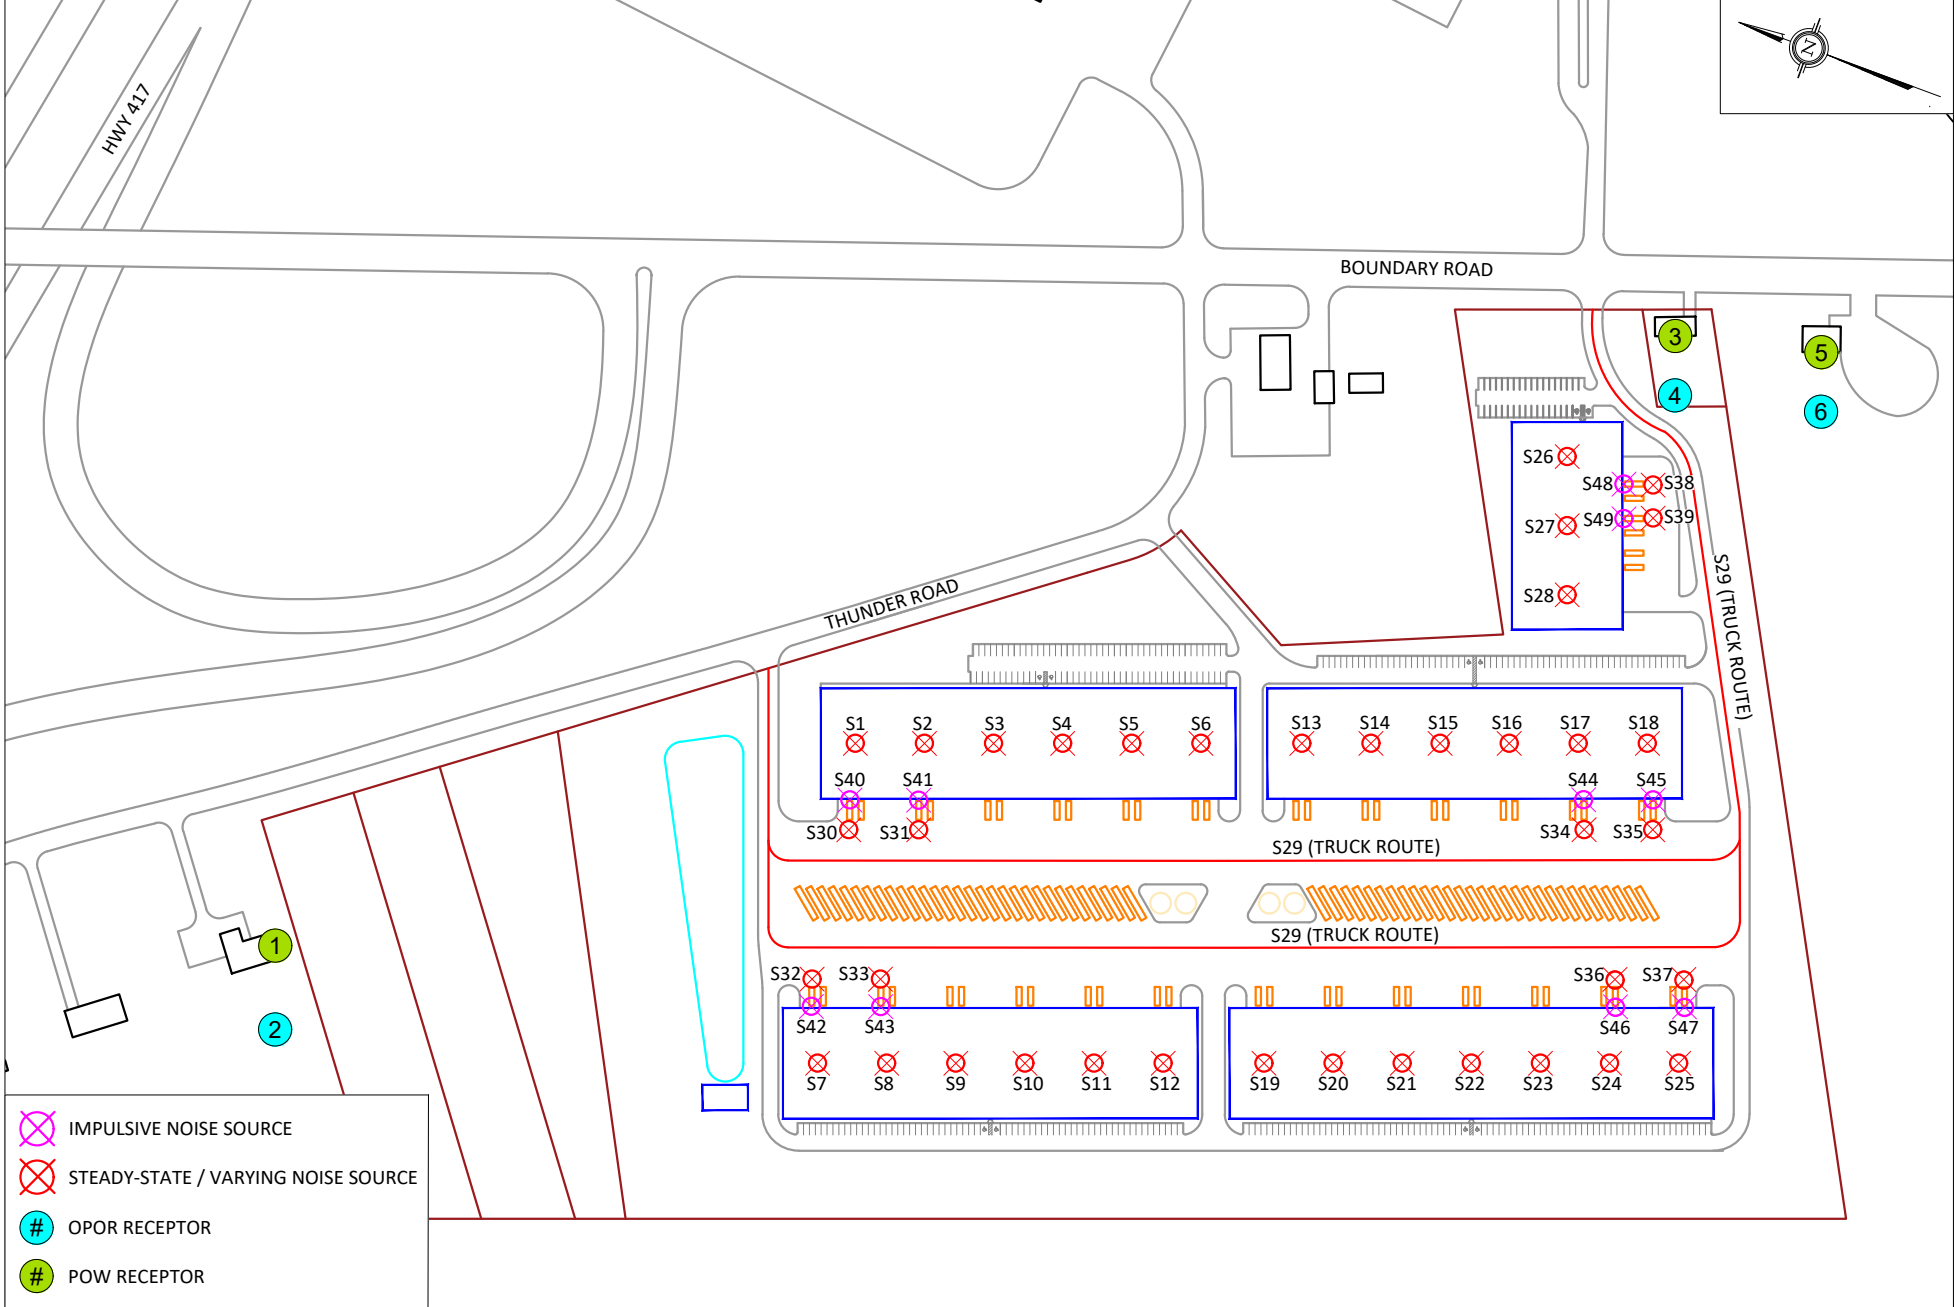 N
HWY 417
BOUNDARY ROAD
3
5
4
6
S26
S48
S38
S49
S39
S27
S28
S29 (TRUCK ROUTE)
THUNDER ROAD
S1 S2 S3 S4 S5 S6 S13 S14 S15 S16 S17 S18
S40 S41 S44 S45
S30 S31 S34 S35
S29 (TRUCK ROUTE)
S29 (TRUCK ROUTE)
1
S32 S33 S36 S37
2
S42 S43 S46 S47
S7 S8 S9 S10 S11 S12 S19 S20 S21 S22 S23 S24 S25
IMPULSIVE NOISE SOURCE
STEADY-STATE / VARYING NOISE SOURCE
# OPOR RECEPTOR
# POW RECEPTOR